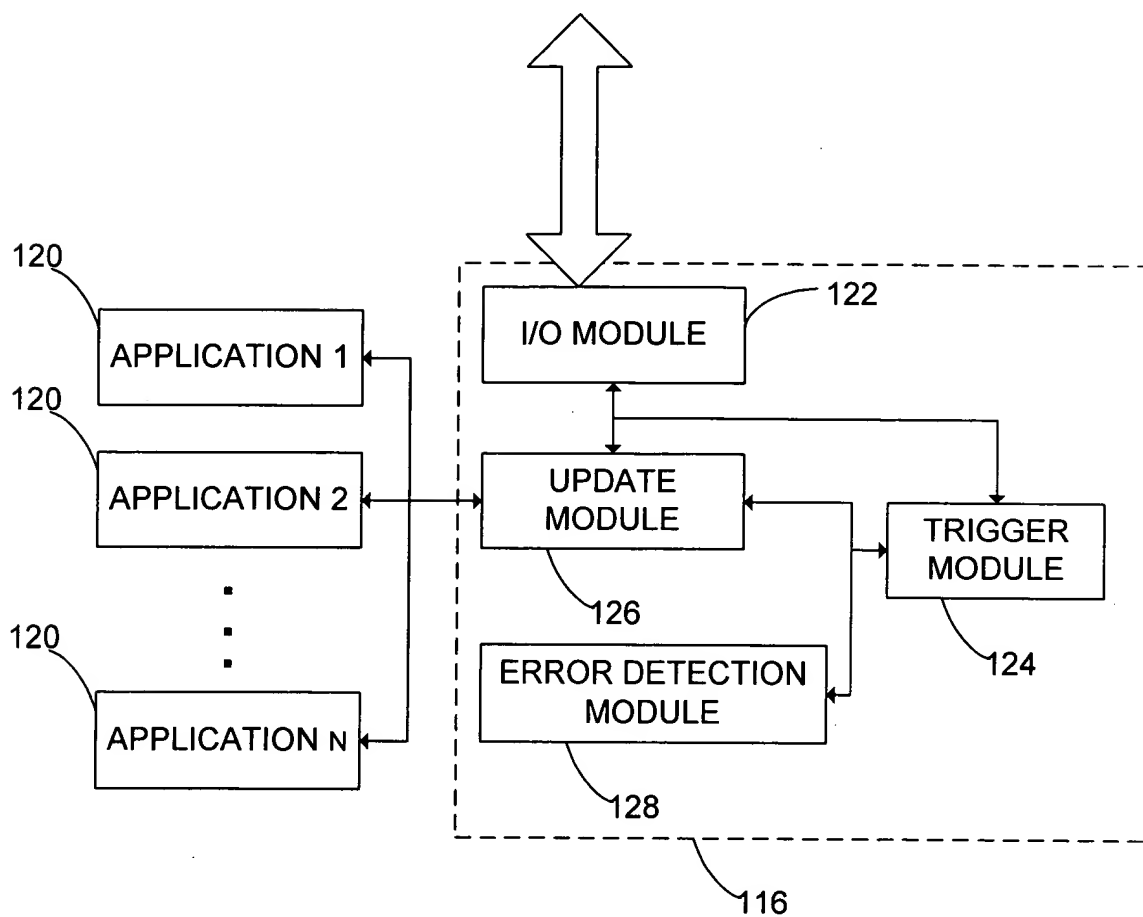 120
APPLICATION 1
120
APPLICATION 2
120
APPLICATION N
I/O MODULE
122
UPDATE
MODULE
126
TRIGGER
MODULE
124
ERROR DETECTION
MODULE
128
116